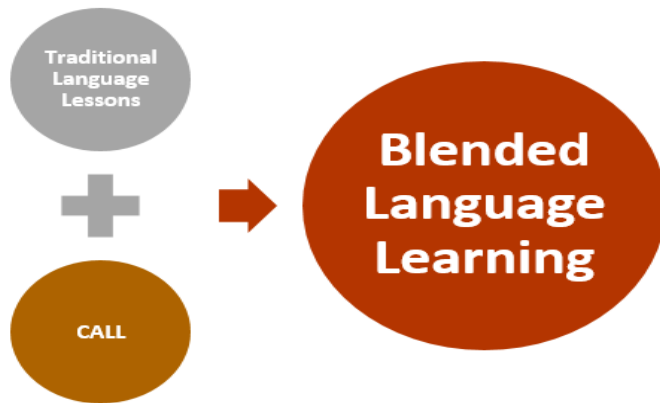 Traditional
Language
Lessons
CALL
Blended
Language
Learning